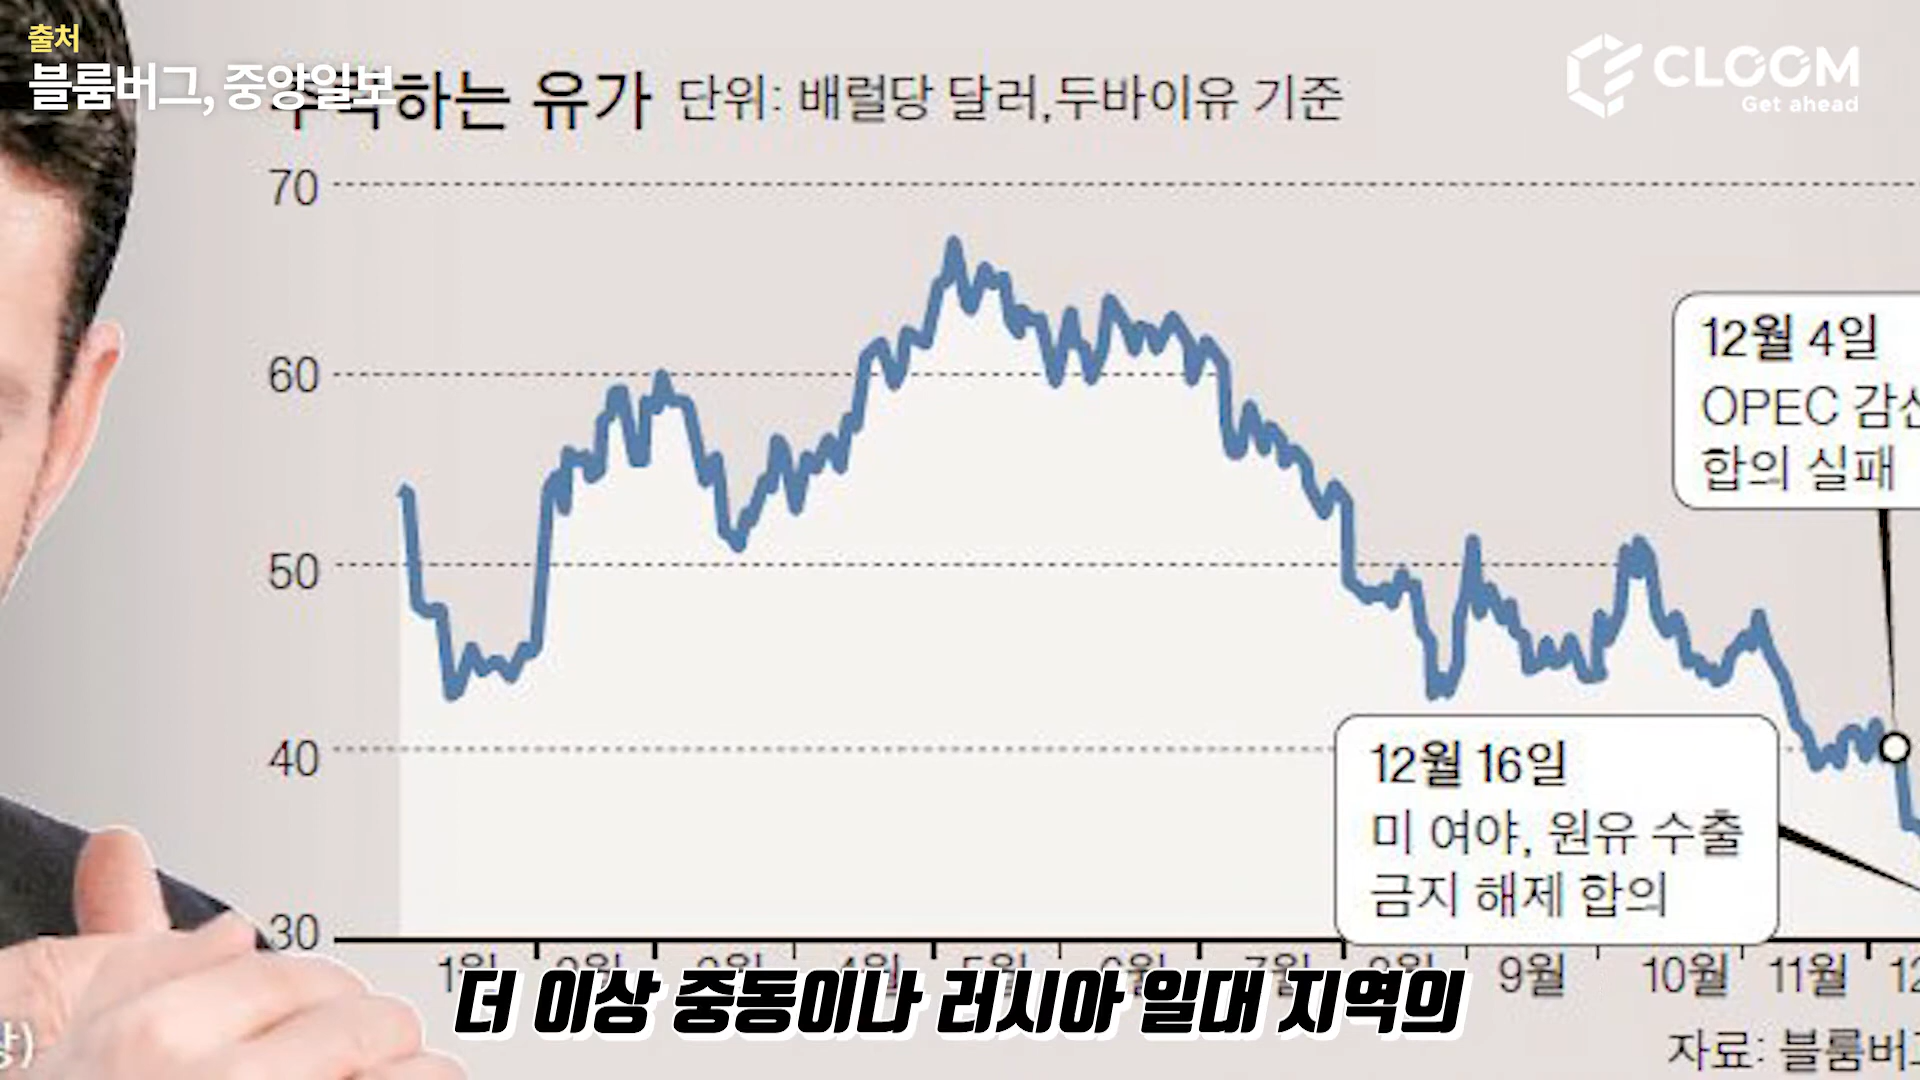 출처
블룸버그, 중앙일보
하는 유가 단위: 배럴당 달러,두바이유 기준
CLOOM
Get ahead
70
60
50
40
30
12월 4일
OPEC
합의 실패
12월 16일
미 여야, 원유 수출
금지 해제 합의
9월 10월 11월
더 이상 중동이나 러시아 일대 지역의
자료: